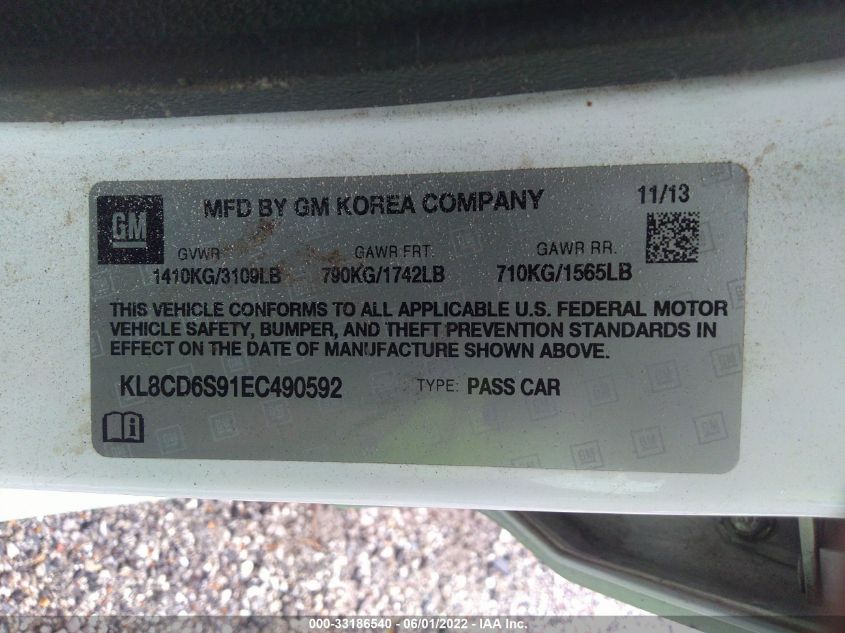 GM
MFD BY GM KOREA COMPANY
11/13
GVWR
GAWR FRT.
GAWR RR.
1410KG/3109LB
790KG/1742LB
710KG/1565LB
THIS VEHICLE CONFORMS TO ALL APPLICABLE U.S. FEDERAL MOTOR
VEHICLE SAFETY, BUMPER, AND THEFT PREVENTION STANDARDS IN
EFFECT ON THE DATE OF MANUFACTURE SHOWN ABOVE.
KL8CD6S91EC490592
TYPE: PASS CAR
000-33186540 - 06/01/2022 - IAA Inc.